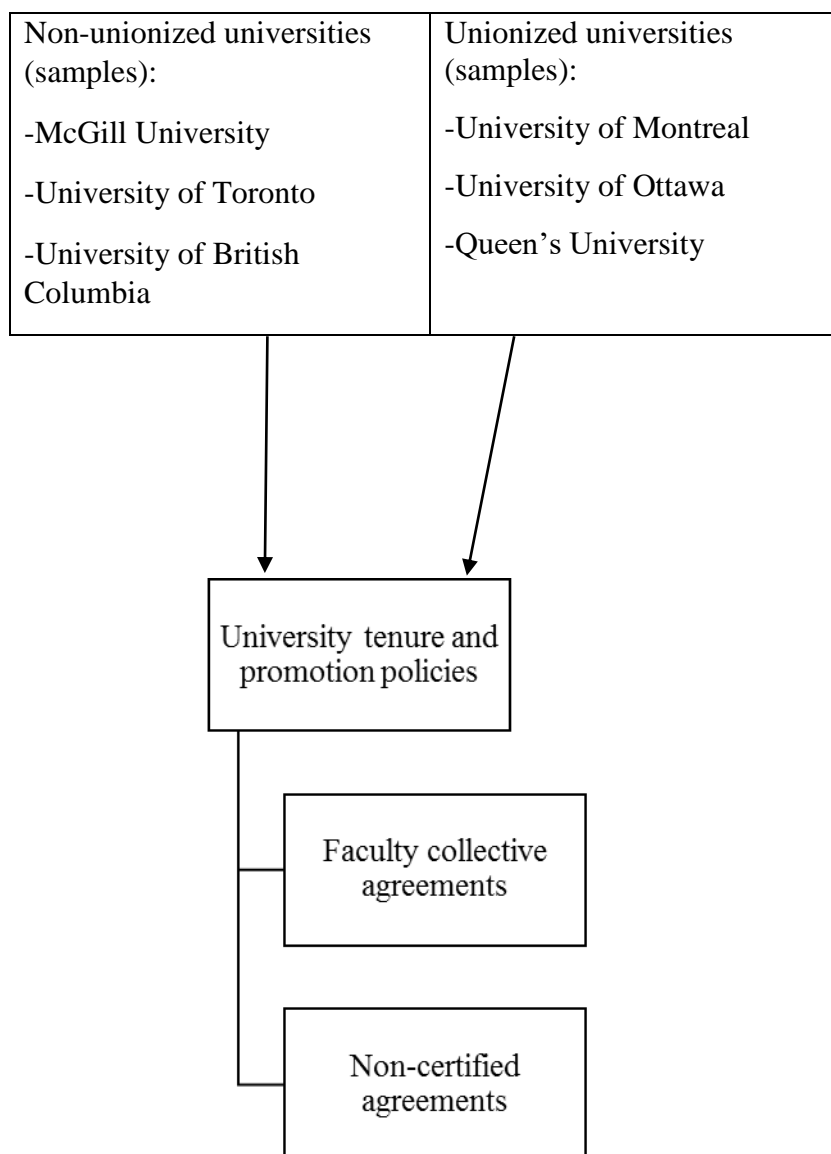 Non-unionized universities
(samples):
-McGill University
-University of Toronto
-University of British
Columbia
Unionized universities
(samples):
-University of Montreal
-University of Ottawa
-Queen’s University
University tenure and
promotion policies
Faculty collective
agreements
Non-certified
agreements